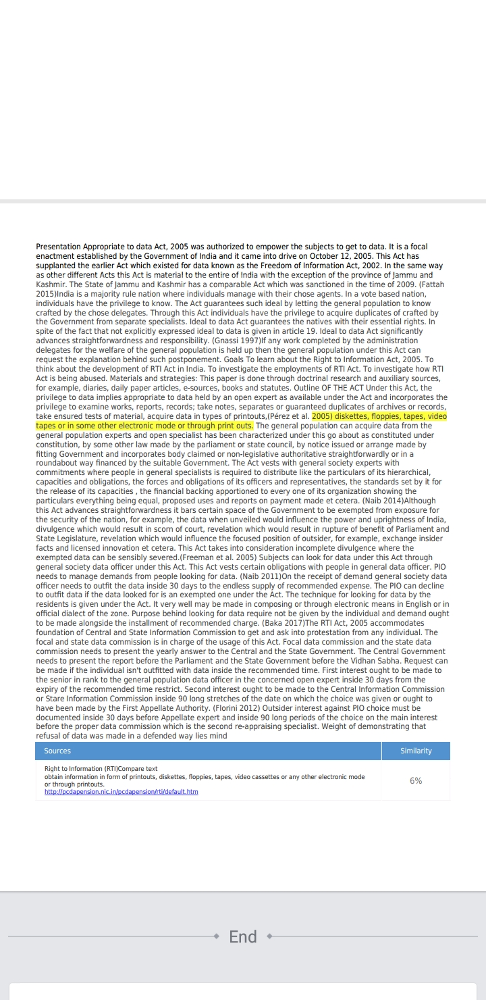 Presentation Appropriate to data Act, 2005 was authorized to empower the subjects to get to data. It is a focal
enactment established by the Government of India and it came into drive on October 12, 2005. This Act has
supplanted the earlier Act which existed for data known as the Freedom of Information Act, 2002. In the same way
as other different Acts this Act is material to the entire of India with the exception of the province of Jammu and
Kashmir. The State of Jammu and Kashmir has a comparable Act which was sanctioned in the time of 2009. (Fattah
2015)India is a majority rule nation where individuals manage with their chose agents. In a vote based nation,
individuals have the privilege to know. The Act guarantees such ideal by letting the general population to know
crafted by the chose delegates. Through this Act individuals have the privilege to acquire duplicates of crafted by
the Government from separate specialists. Ideal to data Act guarantees the natives with their essential rights. In
spite of the fact that not explicitly expressed ideal to data is given in article 19. Ideal to data Act significantly
advances straightforwardness and responsibility. (Gnassi 1997)If any work completed by the administration
delegates for the welfare of the general population is held up then the general population under this Act can
request the explanation behind such postponement. Goals To learn about the Right to Information Act, 2005. To
think about the development of RTI Act in India. To investigate the employments of RTI Act. To investigate how RTI
Act is being abused. Materials and strategies: This paper is done through doctrinal research and auxiliary sources,
for example, diaries, daily paper articles, e-sources, books and statutes. Outline OF THE ACT Under this Act, the
privilege to data implies appropriate to data held by an open expert as available under the Act and incorporates the
privilege to examine works, reports, records; take notes, separates or guaranteed duplicates of archives or records,
take ensured tests of material, acquire data in types of printouts,(Pérez et al. 2005) diskettes, floppies, tapes, video
tapes or in some other electronic mode or through print outs. The general population can acquire data from the
general population experts and open specialist has been characterized under this go about as constituted under
constitution, by some other law made by the parliament or state council, by notice issued or arrange made by
fitting Government and incorporates body claimed or non-legislative authoritative straightforwardly or in a
roundabout way financed by the suitable Government. The Act vests with general society experts with
commitments where people in general specialists is required to distribute like the particulars of its hierarchical,
capacities and obligations, the forces and obligations of its officers and representatives, the standards set by it for
the release of its capacities , the financial backing apportioned to every one of its organization showing the
particulars everything being equal, proposed uses and reports on payment made et cetera. (Naib 2014)Although
this Act advances straightforwardness it bars certain space of the Government to be exempted from exposure for
the security of the nation, for example, the data when unveiled would influence the power and uprightness of India,
divulgence which would result in scorn of court, revelation which would result in rupture of benefit of Parliament and
State Legislature, revelation which would influence the focused position of outsider, for example, exchange insider
facts and licensed innovation et cetera. This Act takes into consideration incomplete divulgence where the
exempted data can be sensibly severed.(Freeman et al. 2005) Subjects can look for data under this Act through
general society data officer under this Act. This Act vests certain obligations with people in general data officer. PIO
needs to manage demands from people looking for data. (Naib 2011)On the receipt of demand general society data
officer needs to outfit the data inside 30 days to the endless supply of recommended expense. The PIO can decline
to outfit data if the data looked for is an exempted one under the Act. The technique for looking for data by the
residents is given under the Act. It very well may be made in composing or through electronic means in English or in
official dialect of the zone. Purpose behind looking for data require not be given by the individual and demand ought
to be made alongside the installment of recommended charge. (Baka 2017)The RTI Act, 2005 accommodates
foundation of Central and State Information Commission to get and ask into protestation from any individual. The
focal and state data commission is in charge of the usage of this Act. Focal data commission and the state data
commission needs to present the yearly answer to the Central and the State Government. The Central Government
needs to present the report before the Parliament and the State Government before the Vidhan Sabha. Request can
be made if the individual isn't outfitted with data inside the recommended time. First interest ought to be made to
the senior in rank to the general population data officer in the concerned open expert inside 30 days from the
expiry of the recommended time restrict. Second interest ought to be made to the Central Information Commission
or Stare Information Commission inside 90 long stretches of the date on which the choice was given or ought to
have been made by the First Appellate Authority. (Florini 2012) Outsider interest against PIO choice must be
documented inside 30 days before Appellate expert and inside 90 long periods of the choice on the main interest
before the proper data commission which is the second re-appraising specialist. Weight of demonstrating that
refusal of data was made in a defended way lies mind
Sources Similarity
Right to Information (RTI)Compare text
obtain information in form of printouts, diskettes, floppies, tapes, video cassettes or any other electronic mode
or through printouts.
http://pcdapension.nic.in/pcdapension/rti/default.htm
6%
End